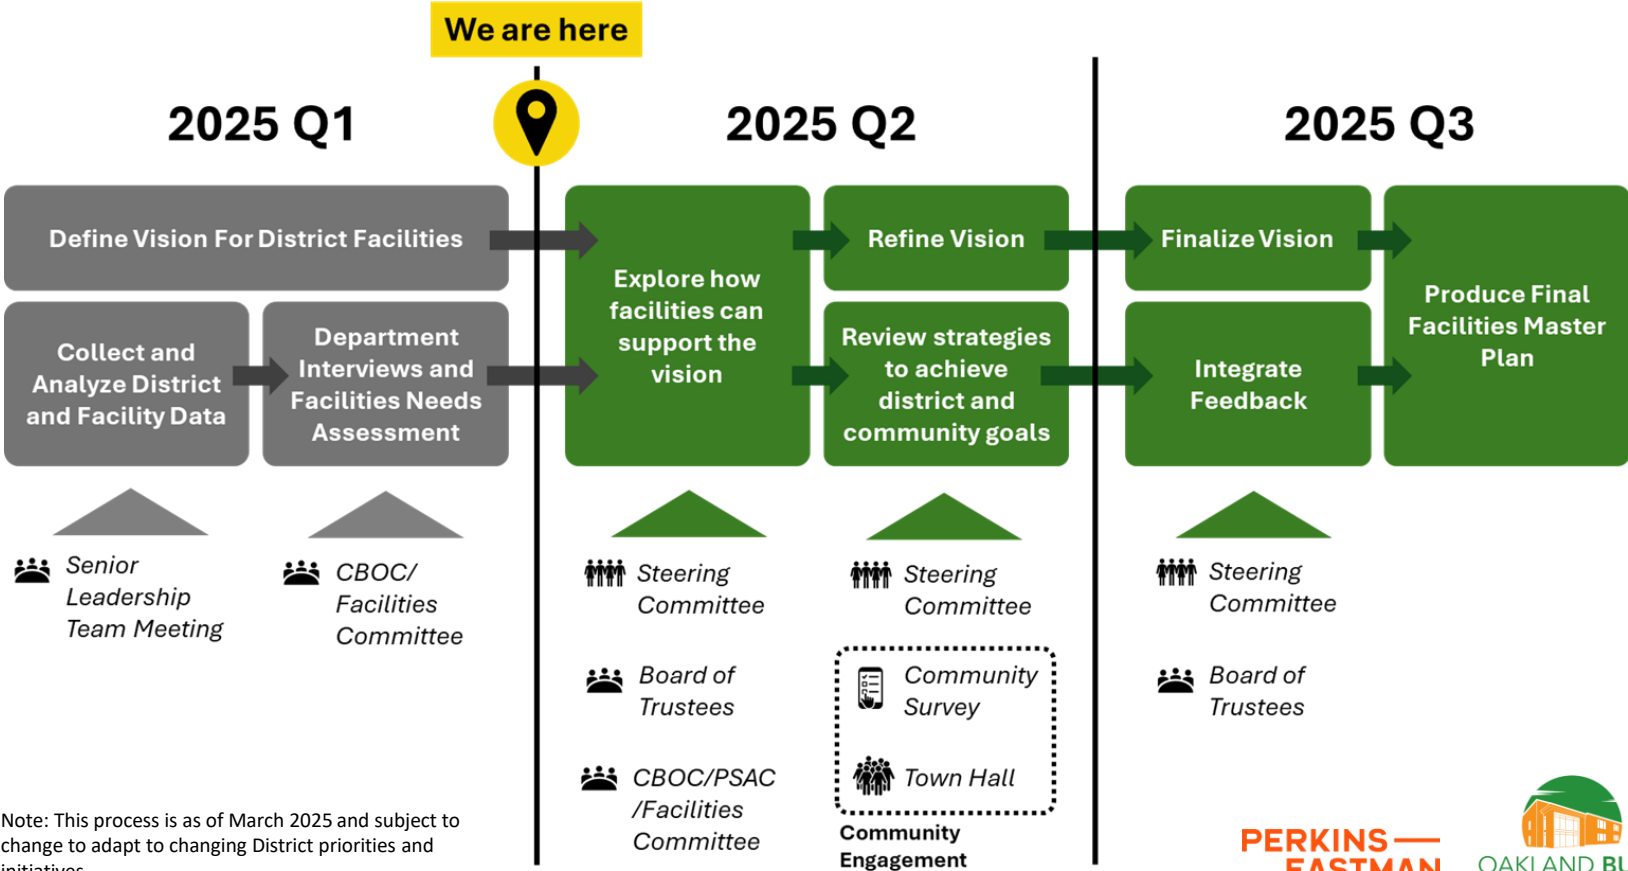 We are here
2025 Q1
2025 Q2
2025 Q3
Define Vision For District Facilities
Collect and
Analyze District
and Facility Data
Department
Interviews and
Facilities Needs
Assessment
Explore how
facilities can
support the
vision
Refine Vision
Review strategies
to achieve
district and
community goals
Finalize Vision
Integrate
Feedback
Produce Final
Facilities Master
Plan
Senior
Leadership
Team Meeting
CBOC/
Facilities
Committee
Steering
Committee
Board of
Trustees
CBOC/PSAC
/Facilities
Committee
Steering
Committee
Community
Survey
Town Hall
Community
Engagement
Steering
Committee
Board of
Trustees
Note: This process is as of March 2025 and subject to
change to adapt to changing District priorities and
initiatives
PERKINS
EASTMAN
OAKLAND BU